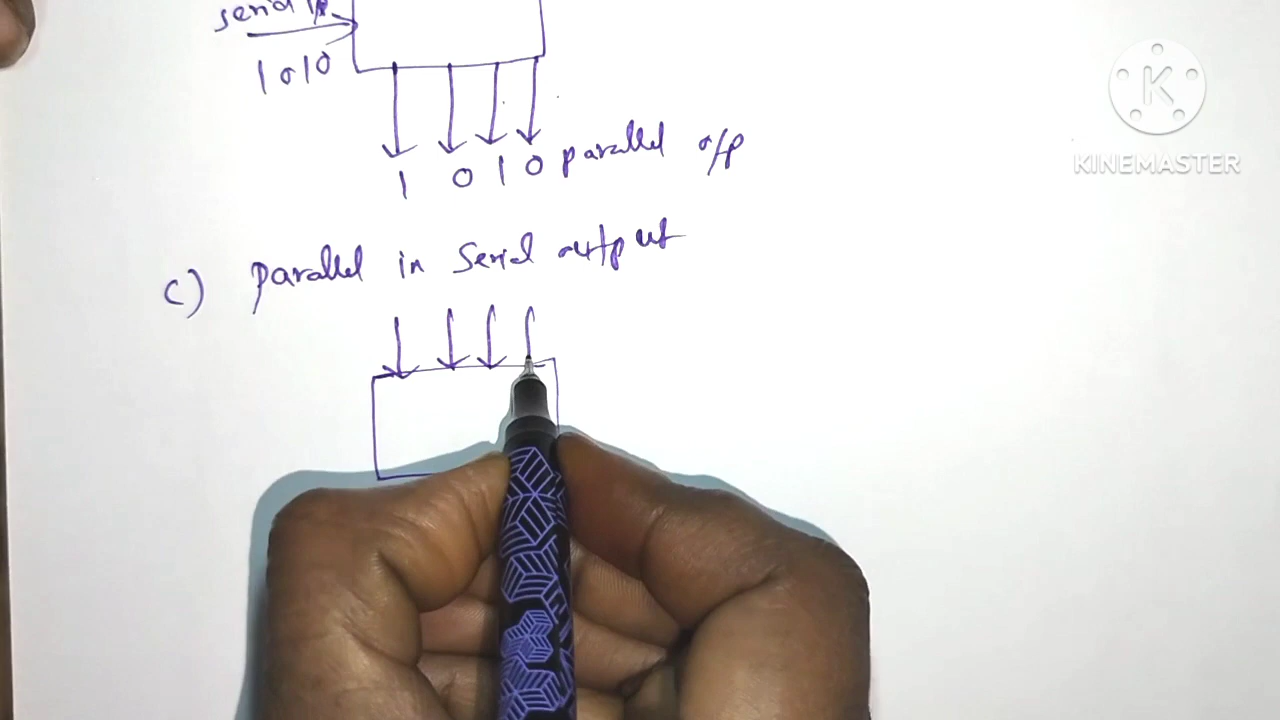 serial i/p
1010
1 0 1 0 parallel o/p
c) parallel in serial output
K
KINEMASTER